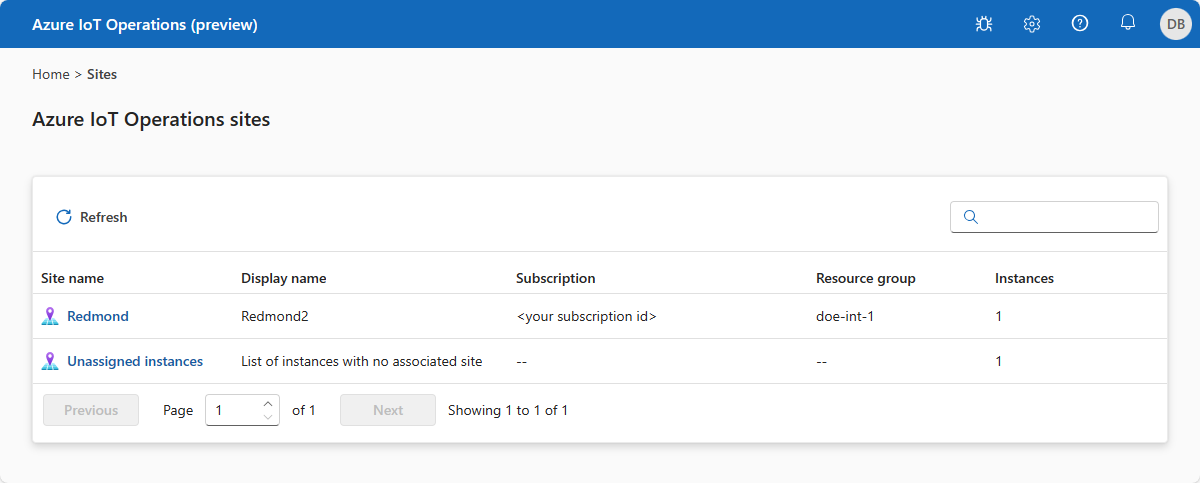 Azure IoT Operations (preview) DB
Home > Sites
Azure IoT Operations sites
Refresh
Site name Display name Subscription Resource group Instances
Redmond Redmond2 <your subscription id> doe-int-1 1
Unassigned instances List of instances with no associated site -- -- 1
Previous Page 1 of 1 Next Showing 1 to 1 of 1